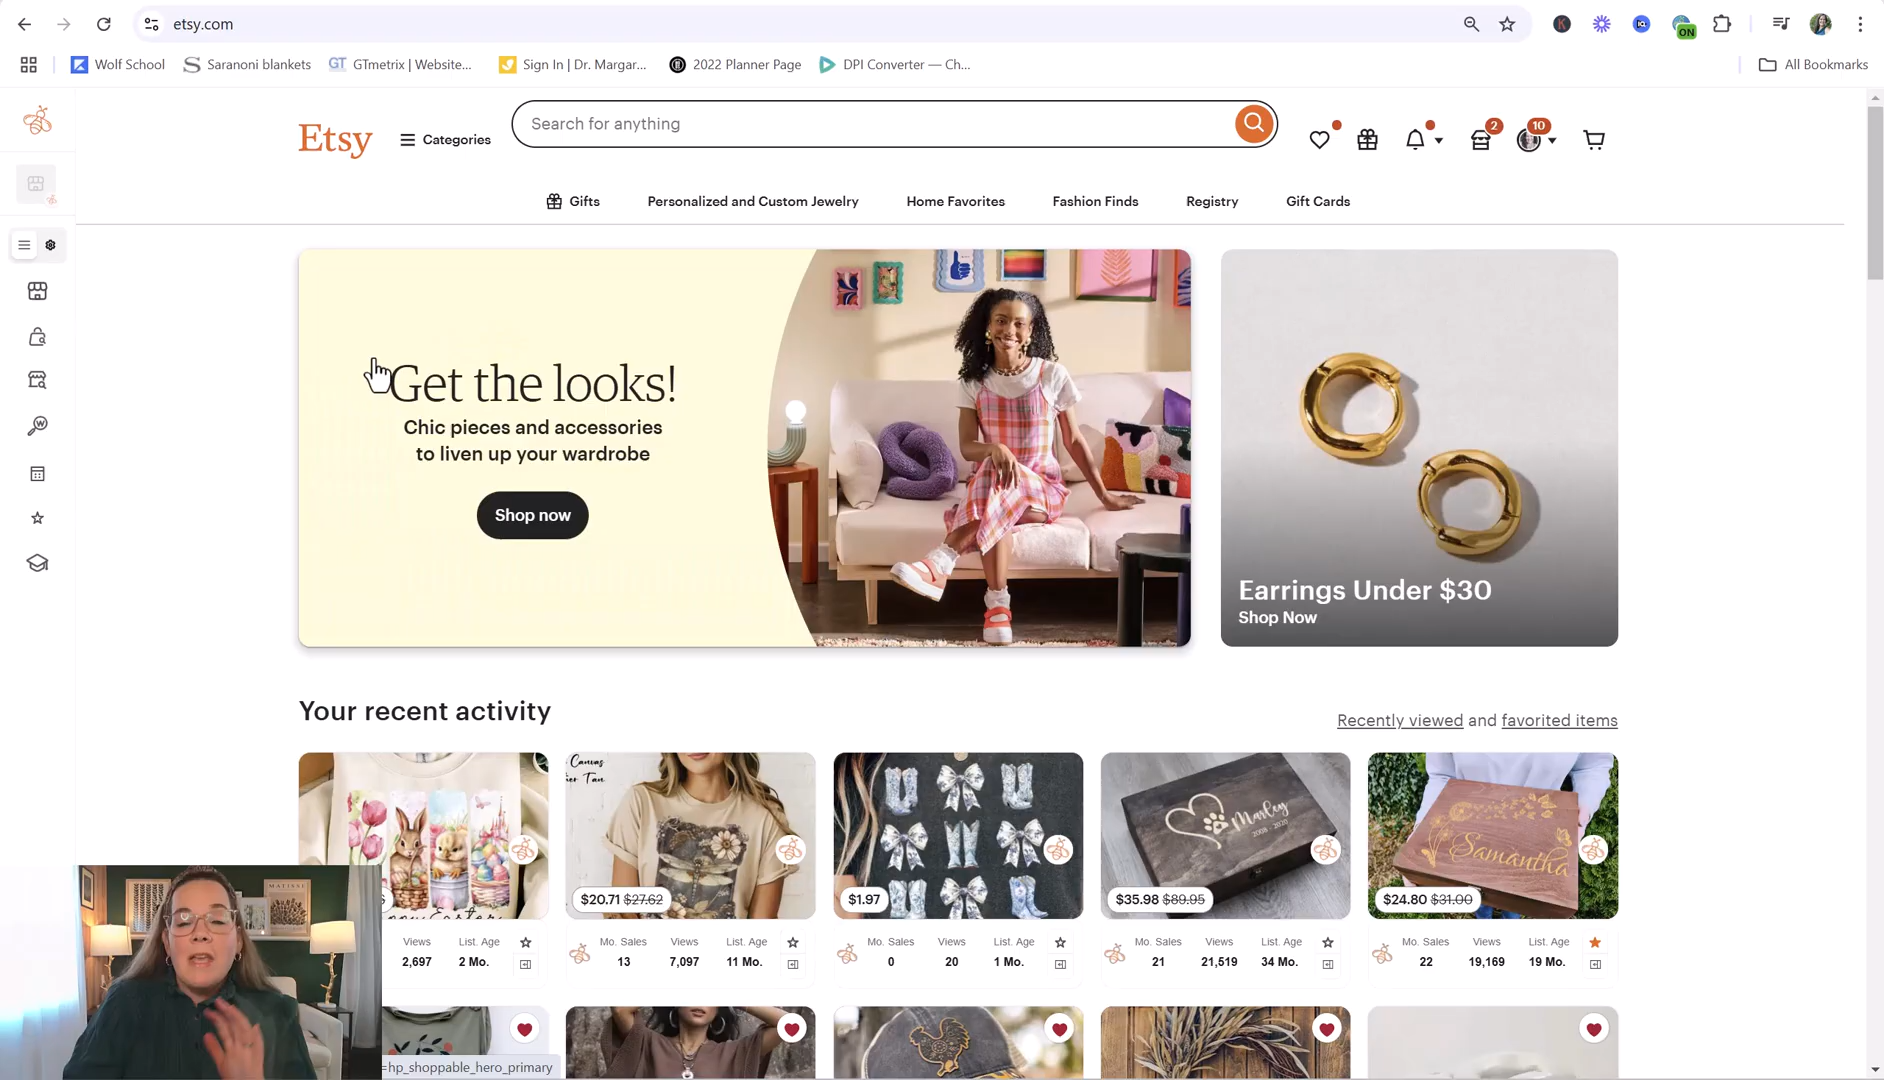 etsy.com
Wolf School
Saranoni blankets
GT
GTmetrix | Website...
Sign In | Dr. Margar...
2022 Planner Page
DPI Converter — Ch...
All Bookmarks
ON
Etsy
Categories
Search for anything
2
10
Gifts
Personalized and Custom Jewelry
Home Favorites
Fashion Finds
Registry
Gift Cards
Get the looks!
Chic pieces and accessories
to liven up your wardrobe
Shop now
Earrings Under $30
Shop Now
Your recent activity
Recently viewed and favorited items
Canvas
Marley
Samantha
$20.71 $27.62
$1.97
$35.98 $89.95
$24.80 $31.00
Views List. Age
2,697 2 Mo.
Mo. Sales Views List. Age
13 7,097 11 Mo.
Mo. Sales Views List. Age
0 20 1 Mo.
Mo. Sales Views List. Age
21 21,519 34 Mo.
Mo. Sales Views List. Age
22 19,169 19 Mo.
MATISSE
=hp_shoppable_hero_primary